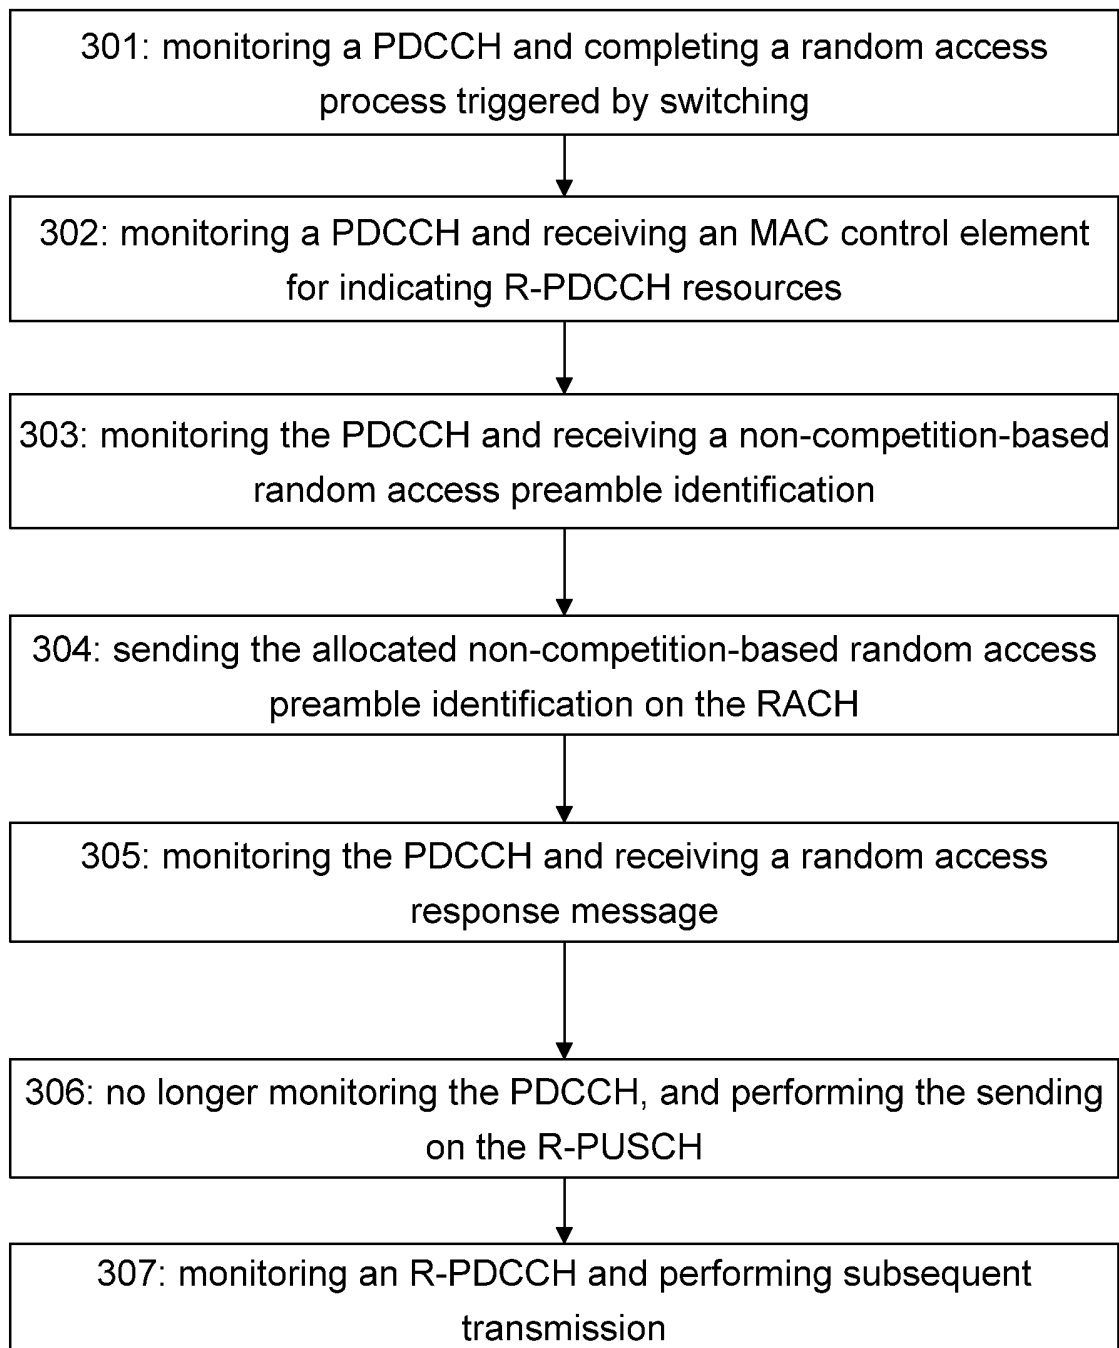 301: monitoring a PDCCH and completing a random access
process triggered by switching
302: monitoring a PDCCH and receiving an MAC control element
for indicating R-PDCCH resources
303: monitoring the PDCCH and receiving a non-competition-based
random access preamble identification
304: sending the allocated non-competition-based random access
preamble identification on the RACH
305: monitoring the PDCCH and receiving a random access
response message
306: no longer monitoring the PDCCH, and performing the sending
on the R-PUSCH
307: monitoring an R-PDCCH and performing subsequent
transmission